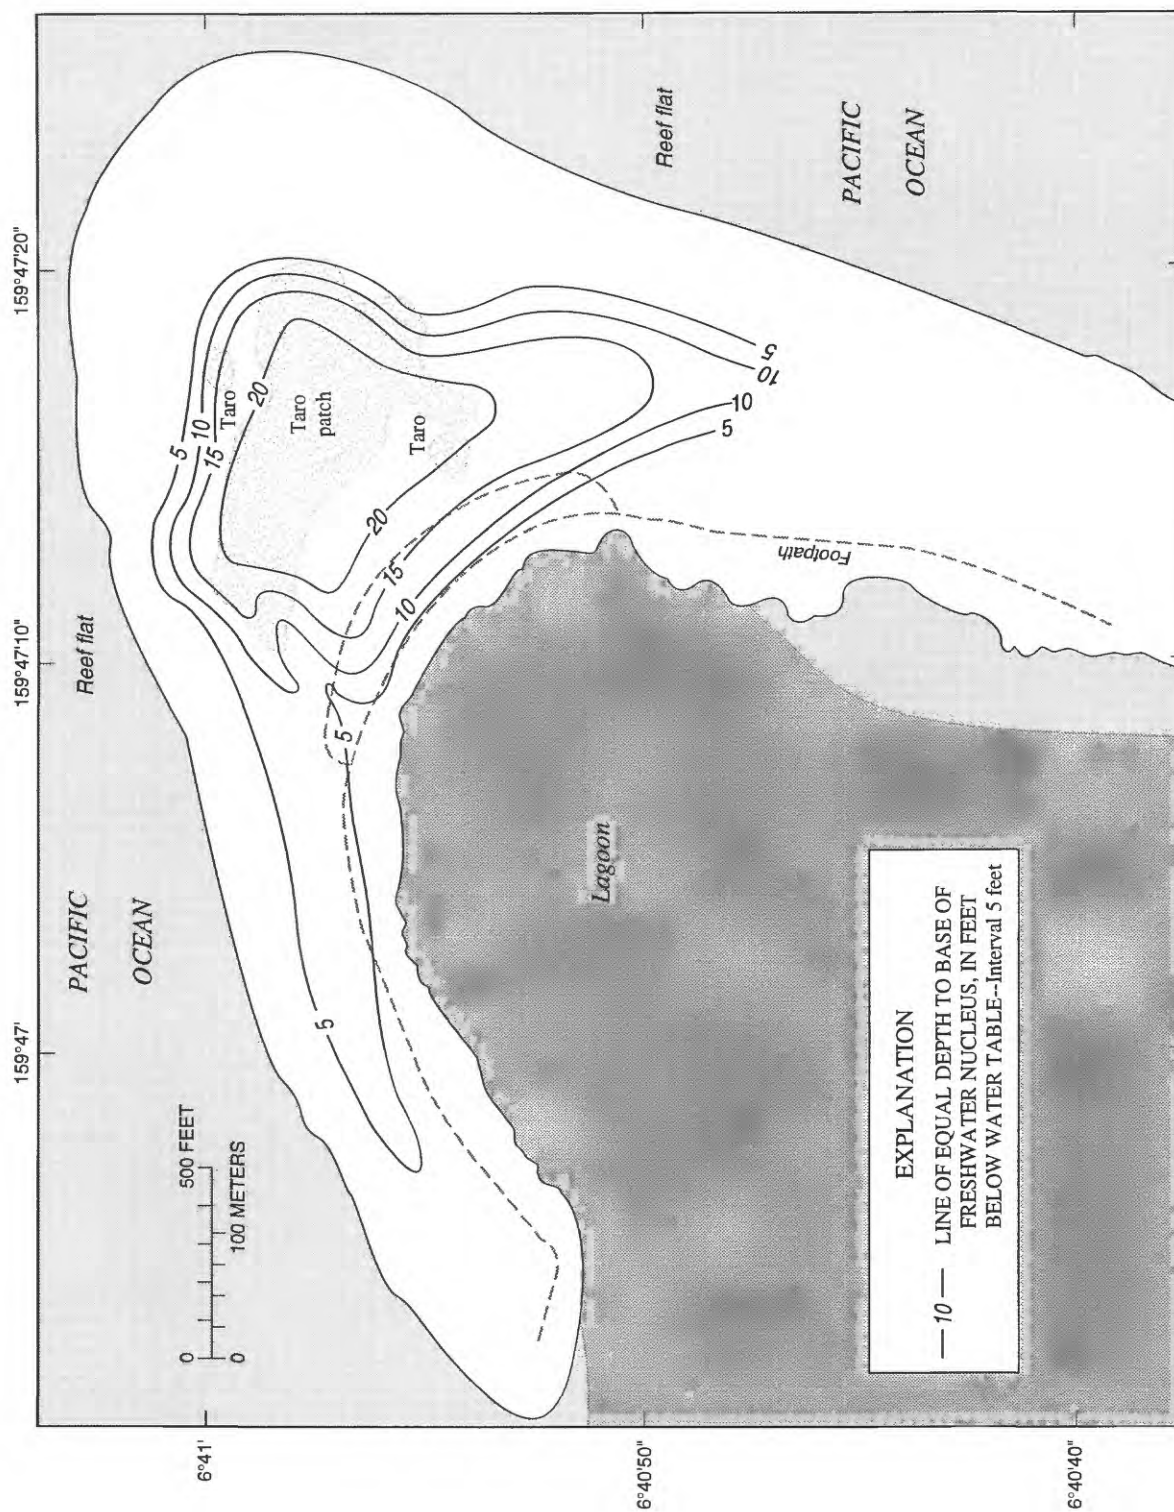 159°47'
159°47'10"
159°47'20"
6°41'
6°40'50"
6°40'40"
0
500 FEET
0
100 METERS
PACIFIC
OCEAN
Reef flat
5
10
15
20
Taro
Taro
patch
Taro
20
15
10
5
5
5
10
10
5
Footpath
Lagoon
Reef flat
PACIFIC
OCEAN
EXPLANATION
—10— LINE OF EQUAL DEPTH TO BASE OF
FRESHWATER NUCLEUS, IN FEET
BELOW WATER TABLE--Interval 5 feet